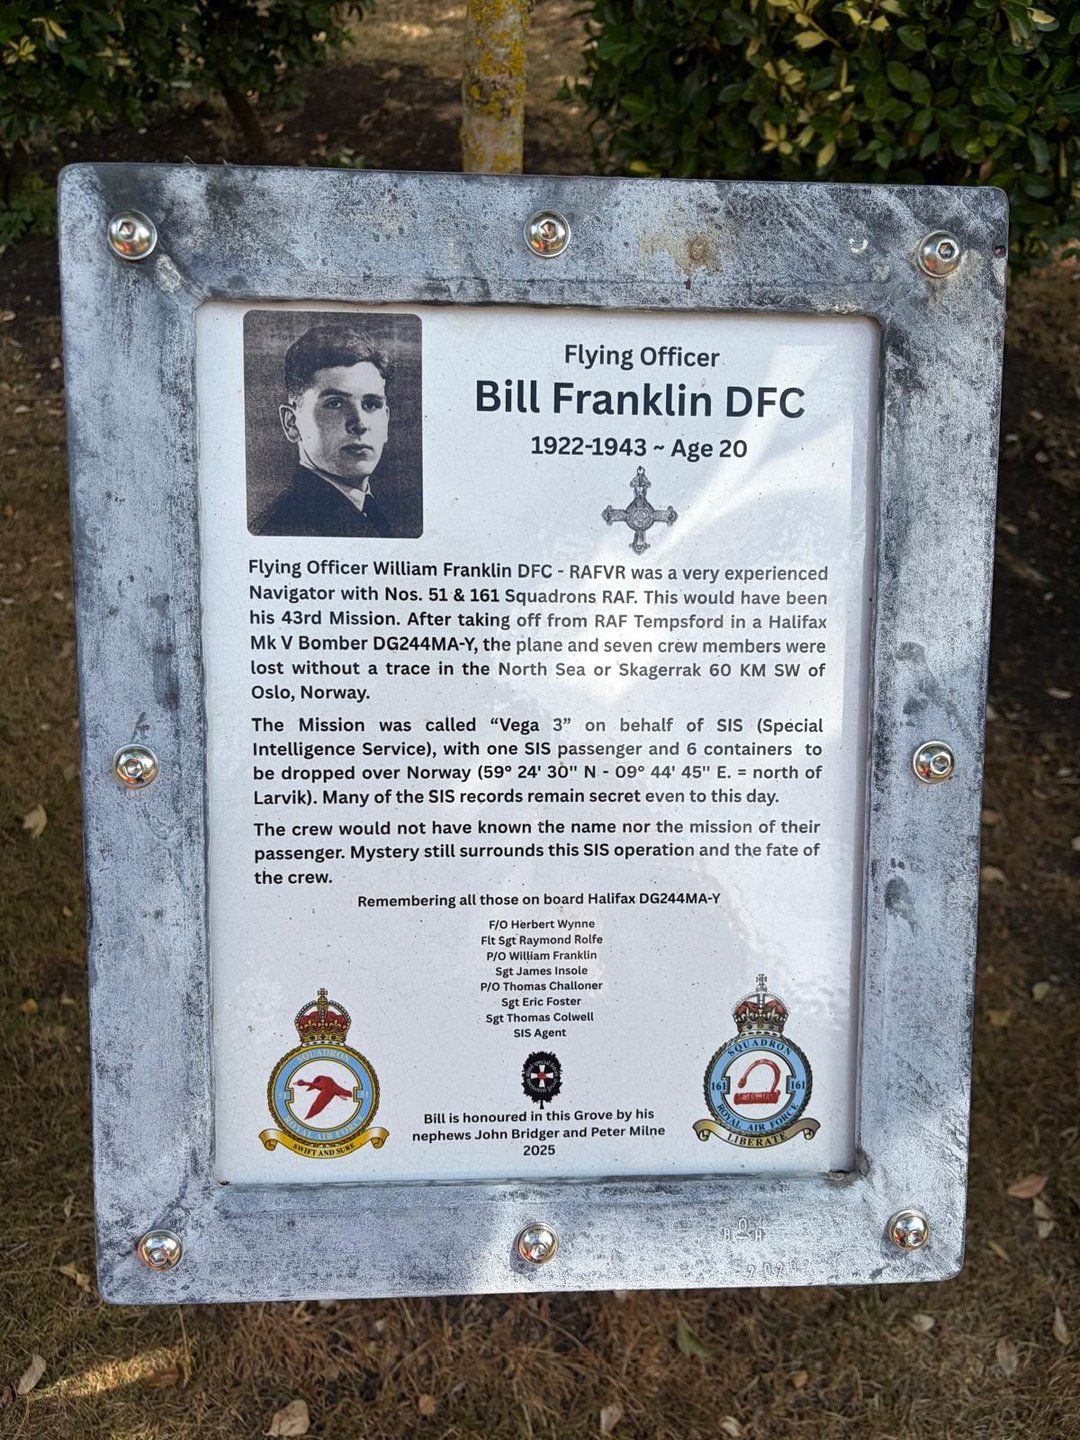 Flying Officer
Bill Franklin DFC
1922-1943 ~ Age 20
Flying Officer William Franklin DFC - RAFVR was a very experienced
Navigator with Nos. 51 & 161 Squadrons RAF. This would have been
his 43rd Mission. After taking off from RAF Tempsford in a Halifax
Mk V Bomber DG244MA-Y, the plane and seven crew members were
lost without a trace in the North Sea or Skagerrak 60 KM SW of
Oslo, Norway.
The Mission was called “Vega 3” on behalf of SIS (Special
Intelligence Service), with one SIS passenger and 6 containers to
be dropped over Norway (59° 24' 30" N - 09° 44' 45" E. = north of
Larvik). Many of the SIS records remain secret even to this day.
The crew would not have known the name nor the mission of their
passenger. Mystery still surrounds this SIS operation and the fate of
the crew.
Remembering all those on board Halifax DG244MA-Y
F/O Herbert Wynne
Flt Sgt Raymond Rolfe
P/O William Franklin
Sgt James Insole
P/O Thomas Challoner
Sgt Eric Foster
Sgt Thomas Colwell
SIS Agent
SQUADRON
ROYAL AIR FORCE
SWIFT AND SURE
SQUADRON
161 161
ROYAL AIR FORCE
LIBERATE
Bill is honoured in this Grove by his
nephews John Bridger and Peter Milne
2025